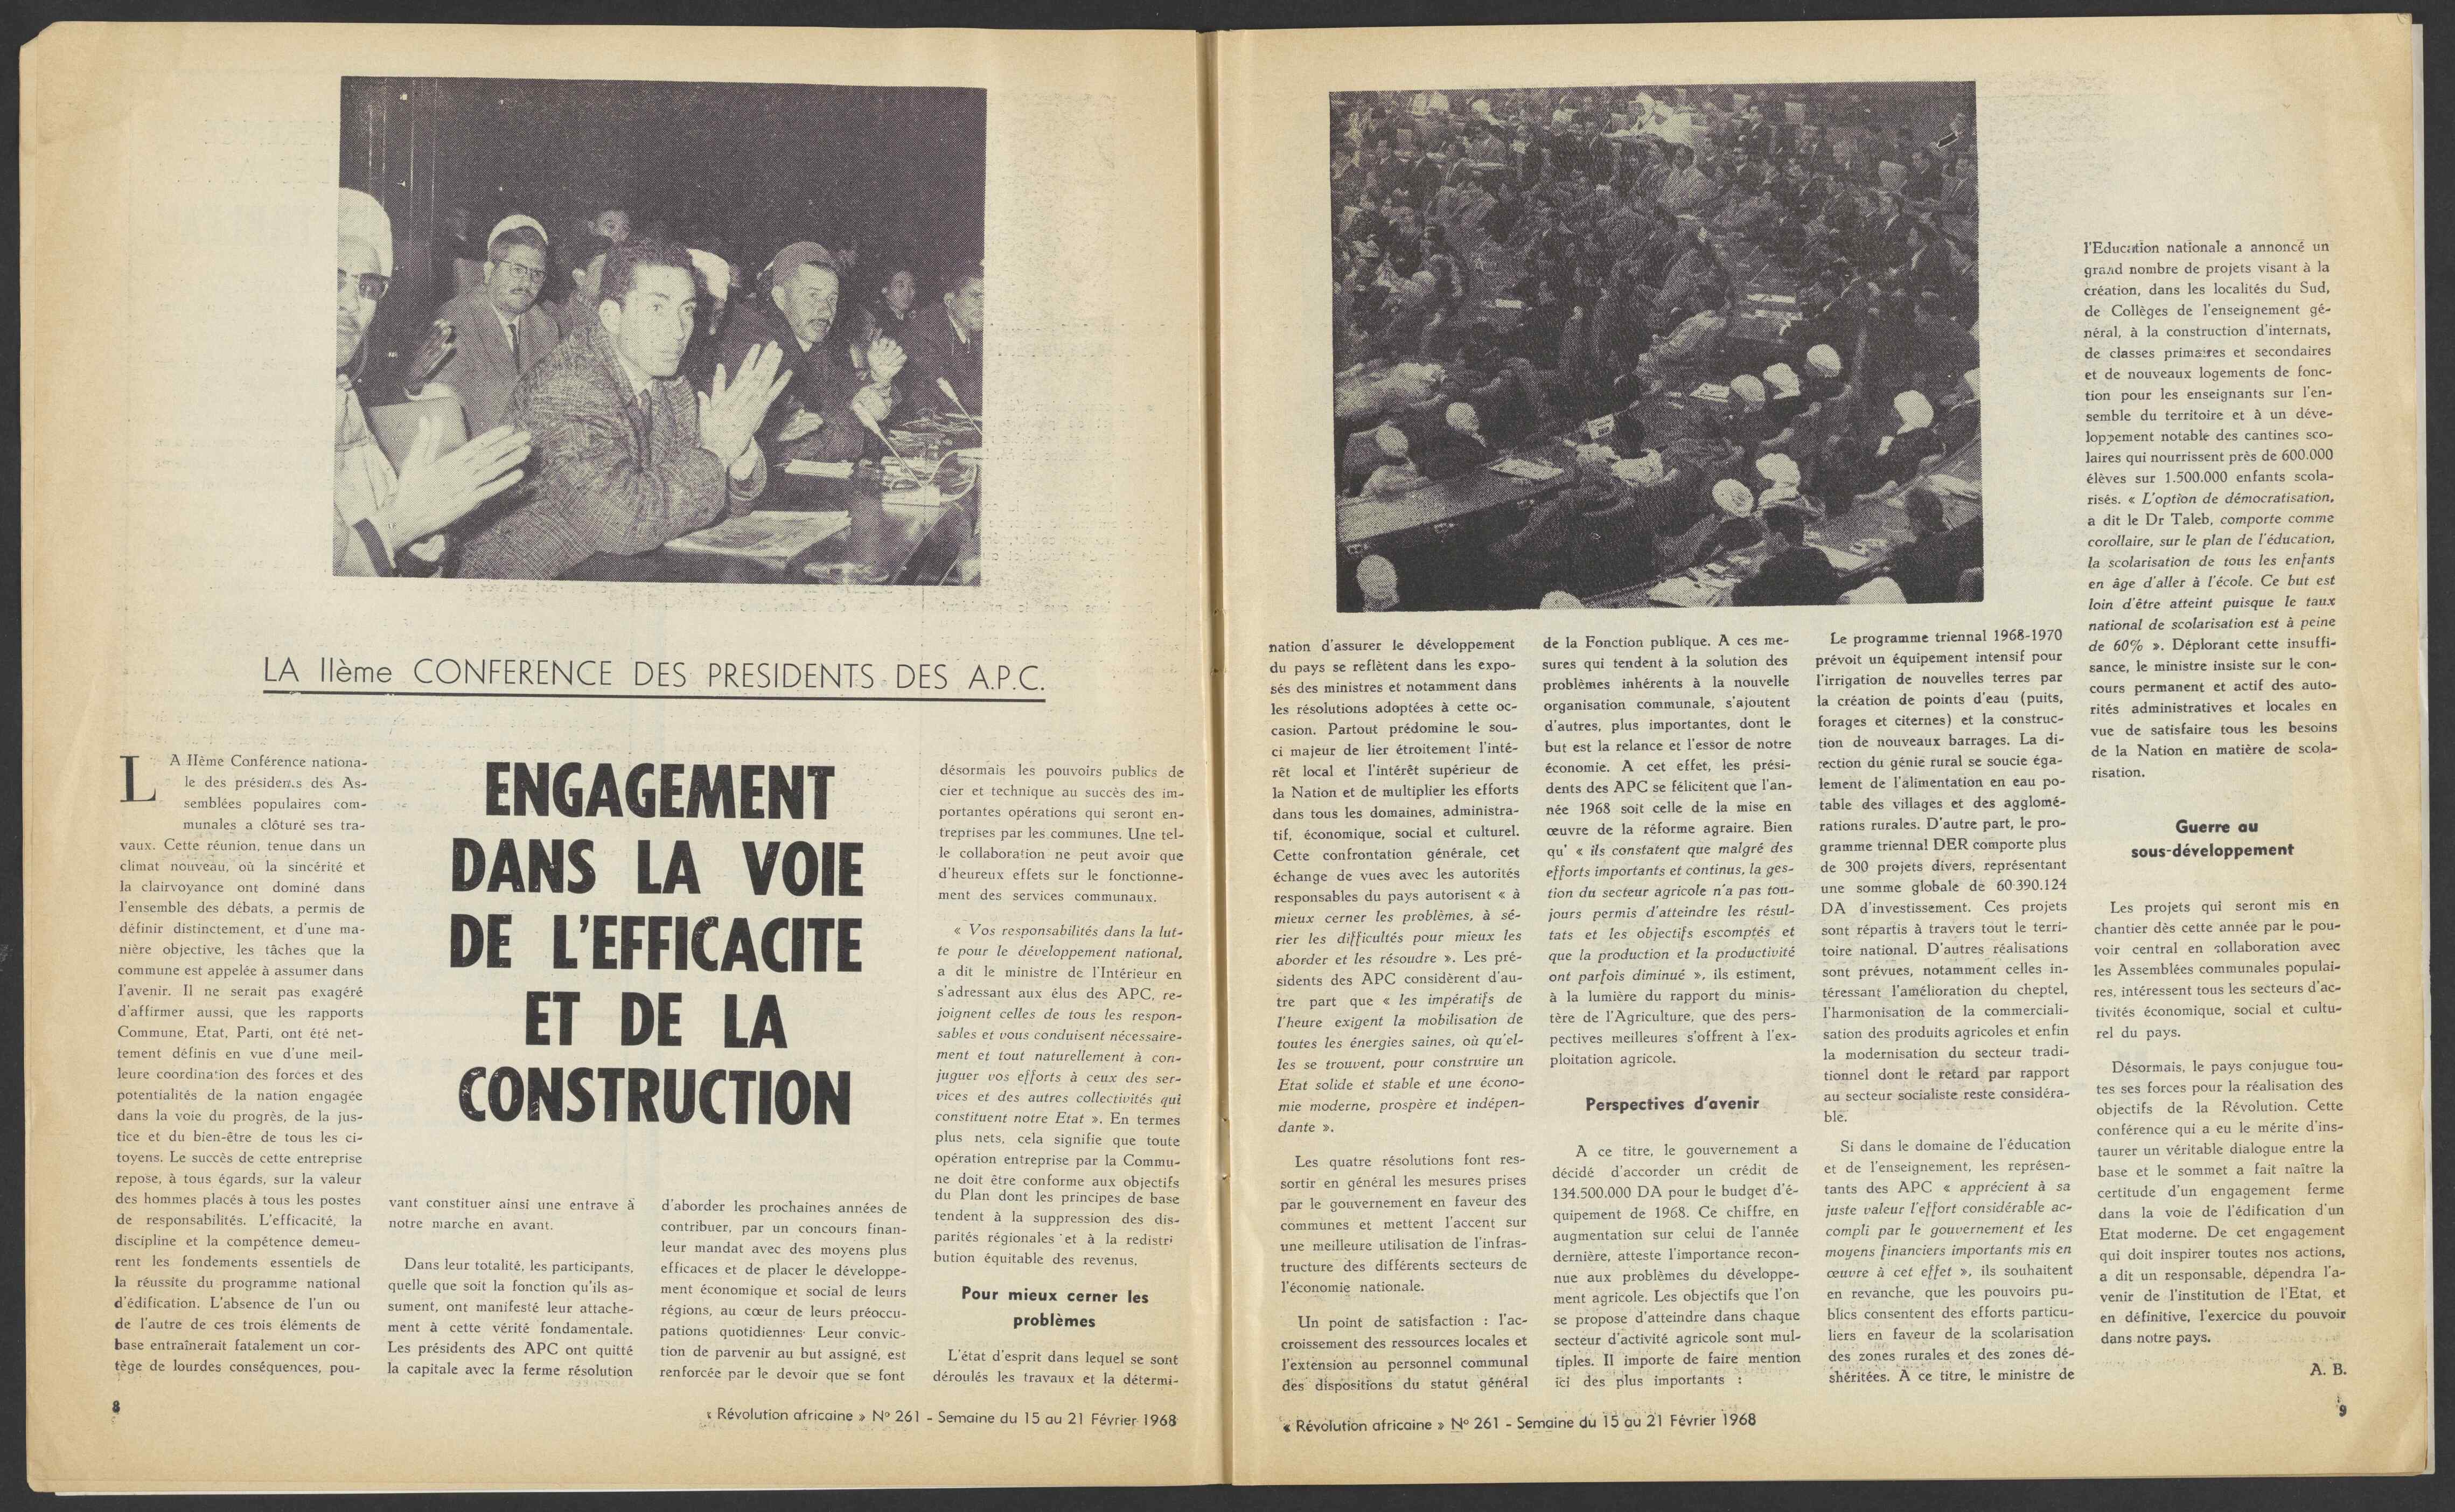 LA IIème CONFERENCE DES PRESIDENTS DES A.P.C.
ENGAGEMENT
DANS LA VOIE
DE L'EFFICACITE
ET DE LA
CONSTRUCTION
LA IIème Conférence nationa-
le des présidents des As-
semblées populaires com-
munales a clôturé ses tra-
vaux. Cette réunion, tenue dans un
climat nouveau, où la sincérité et
la clairvoyance ont dominé dans
l'ensemble des débats, a permis de
définir distinctement, et d'une ma-
nière objective, les tâches que la
commune est appelée à assumer dans
l'avenir. Il ne serait pas exagéré
d'affirmer aussi, que les rapports
Commune, Etat, Parti, ont été net-
tement définis en vue d'une meil-
leure coordination des forces et des
potentialités de la nation engagée
dans la voie du progrès, de la jus-
tice et du bien-être de tous les ci-
toyens. Le succès de cette entreprise
repose, à tous égards, sur la valeur
des hommes placés à tous les postes
de responsabilités. L'efficacité, la
discipline et la compétence demeu-
rent les fondements essentiels de
la réussite du programme national
d'édification. L'absence de l'un ou
de l'autre de ces trois éléments de
base entraînerait fatalement un cor-
tège de lourdes conséquences, pou-
vant constituer ainsi une entrave à
notre marche en avant.
Dans leur totalité, les participants,
quelle que soit la fonction qu'ils as-
sument, ont manifesté leur attache-
ment à cette vérité fondamentale.
Les présidents des APC ont quitté
la capitale avec la ferme résolution
d'aborder les prochaines années de
contribuer, par un concours finan-
leur mandat avec des moyens plus
efficaces et de placer le développe-
ment économique et social de leurs
régions, au cœur de leurs préoccu-
pations quotidiennes. Leur convic-
tion de parvenir au but assigné, est
renforcée par le devoir que se font
désormais les pouvoirs publics de
cier et technique au succès des im-
portantes opérations qui seront en-
treprises par les communes. Une tel-
le collaboration ne peut avoir que
d'heureux effets sur le fonctionne-
ment des services communaux.
« Vos responsabilités dans la lut-
te pour le développement national,
a dit le ministre de l'Intérieur en
s'adressant aux élus des APC, re-
joignent celles de tous les respon-
sables et vous conduisent nécessaire-
ment et tout naturellement à con-
juguer vos efforts à ceux des ser-
vices et des autres collectivités qui
constituent notre Etat ». En termes
plus nets, cela signifie que toute
opération entreprise par la Commu-
ne doit être conforme aux objectifs
du Plan dont les principes de base
tendent à la suppression des dis-
parités régionales et à la redistri
bution équitable des revenus.
Pour mieux cerner les
problèmes
L'état d'esprit dans lequel se sont
déroulés les travaux et la détermi-
8
« Révolution africaine » Nº 261 - Semaine du 15 au 21 Février 1968
nation d'assurer le développement
du pays se reflètent dans les expo-
sés des ministres et notamment dans
les résolutions adoptées à cette oc-
casion. Partout prédomine le sou-
ci majeur de lier étroitement l'inté-
rêt local et l'intérêt supérieur de
la Nation et de multiplier les efforts
dans tous les domaines, administra-
tif, économique, social et culturel.
Cette confrontation générale, cet
échange de vues avec les autorités
responsables du pays autorisent « à
mieux cerner les problèmes, à sé-
rier les difficultés pour mieux les
aborder et les résoudre ». Les pré-
sidents des APC considèrent d'au-
tre part que « les impératifs de
l'heure exigent la mobilisation de
toutes les énergies saines, où qu'el-
les se trouvent, pour construire un
Etat solide et stable et une écono-
mie moderne, prospère et indépen-
dante ».
Les quatre résolutions font res-
sortir en général les mesures prises
par le gouvernement en faveur des
communes et mettent l'accent sur
une meilleure utilisation de l'infras-
tructure des différents secteurs de
l'économie nationale.
Un point de satisfaction : l'ac-
croissement des ressources locales et
l'extension au personnel communal
des dispositions du statut général
de la Fonction publique. A ces me-
sures qui tendent à la solution des
problèmes inhérents à la nouvelle
organisation communale, s'ajoutent
d'autres, plus importantes, dont le
but est la relance et l'essor de notre
économie. A cet effet, les prési-
dents des APC se félicitent que l'an-
née 1968 soit celle de la mise en
œuvre de la réforme agraire. Bien
qu' « ils constatent que malgré des
efforts importants et continus, la ges-
tion du secteur agricole n'a pas tou-
jours permis d'atteindre les résul-
tats et les objectifs escomptés et
que la production et la productivité
ont parfois diminué », ils estiment,
à la lumière du rapport du minis-
tère de l'Agriculture, que des pers-
pectives meilleures s'offrent à l'ex-
ploitation agricole.
Perspectives d'avenir
A ce titre, le gouvernement a
décidé d'accorder un crédit de
134.500.000 DA pour le budget d'é-
quipement de 1968. Ce chiffre, en
augmentation sur celui de l'année
dernière, atteste l'importance recon-
nue aux problèmes du développe-
ment agricole. Les objectifs que l'on
se propose d'atteindre dans chaque
secteur d'activité agricole sont mul-
tiples. Il importe de faire mention
ici des plus importants :
Le programme triennal 1968-1970
prévoit un équipement intensif pour
l'irrigation de nouvelles terres par
la création de points d'eau (puits,
forages et citernes) et la construc-
tion de nouveaux barrages. La di-
rection du génie rural se soucie éga-
lement de l'alimentation en eau po-
table des villages et des agglomé-
rations rurales. D'autre part, le pro-
gramme triennal DER comporte plus
de 300 projets divers, représentant
une somme globale de 60.390.124
DA d'investissement. Ces projets
sont répartis à travers tout le terri-
toire national. D'autres réalisations
sont prévues, notamment celles in-
téressant l'amélioration du cheptel,
l'harmonisation de la commerciali-
sation des produits agricoles et enfin
la modernisation du secteur tradi-
tionnel dont le retard par rapport
au secteur socialiste reste considéra-
ble.
Si dans le domaine de l'éducation
et de l'enseignement, les représen-
tants des APC « apprécient à sa
juste valeur l'effort considérable ac-
compli par le gouvernement et les
moyens financiers importants mis en
œuvre à cet effet », ils souhaitent
en revanche, que les pouvoirs pu-
blics consentent des efforts particu-
liers en faveur de la scolarisation
des zones rurales et des zones dé-
shéritées. A ce titre, le ministre de
l'Education nationale a annoncé un
grand nombre de projets visant à la
création, dans les localités du Sud,
de Collèges de l'enseignement gé-
néral, à la construction d'internats,
de classes primaires et secondaires
et de nouveaux logements de fonc-
tion pour les enseignants sur l'en-
semble du territoire et à un déve-
loppement notable des cantines sco-
laires qui nourrissent près de 600.000
élèves sur 1.500.000 enfants scola-
risés. « L'option de démocratisation,
a dit le Dr Taleb, comporte comme
corollaire, sur le plan de l'éducation,
la scolarisation de tous les enfants
en âge d'aller à l'école. Ce but est
loin d'être atteint puisque le taux
national de scolarisation est à peine
de 60% ». Déplorant cette insuffi-
sance, le ministre insiste sur le con-
cours permanent et actif des auto-
rités administratives et locales en
vue de satisfaire tous les besoins
de la Nation en matière de scola-
risation.
Guerre au
sous-développement
Les projets qui seront mis en
chantier dès cette année par le pou-
voir central en collaboration avec
les Assemblées communales populai-
res, intéressent tous les secteurs d'ac-
tivités économique, social et cultu-
rel du pays.
Désormais, le pays conjugue tou-
tes ses forces pour la réalisation des
objectifs de la Révolution. Cette
conférence qui a eu le mérite d'ins-
taurer un véritable dialogue entre la
base et le sommet a fait naître la
certitude d'un engagement ferme
dans la voie de l'édification d'un
Etat moderne. De cet engagement
qui doit inspirer toutes nos actions,
a dit un responsable, dépendra l'a-
venir de l'institution de l'Etat, et
en définitive, l'exercice du pouvoir
dans notre pays.
A. B.
« Révolution africaine » Nº 261 - Semaine du 15 au 21 Février 1968
9